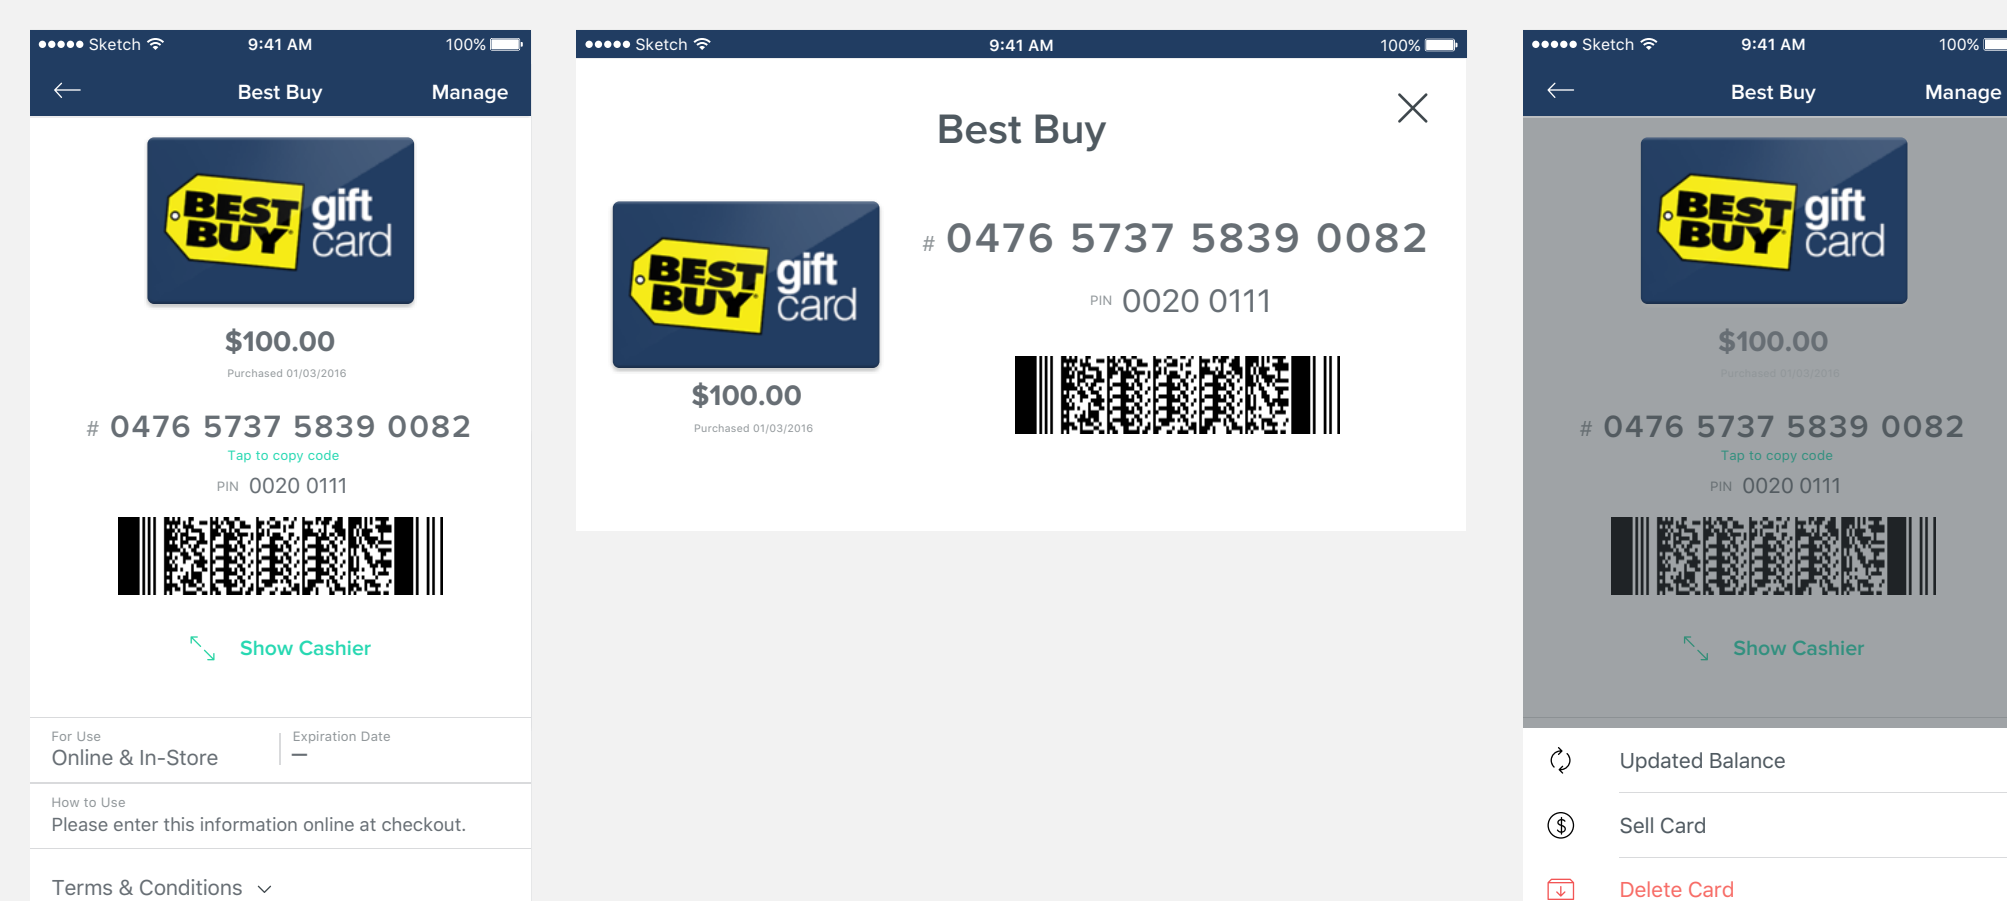 Sketch 9:41 AM 100%
Best Buy Manage
BEST BUY gift card
$100.00
Purchased 01/03/2016
# 0476 5737 5839 0082
Tap to copy code
PIN 0020 0111
Show Cashier
For Use Expiration Date
Online & In-Store —
How to Use
Please enter this information online at checkout.
Terms & Conditions
Sketch 9:41 AM 100%
Best Buy
BEST BUY gift card
$100.00
Purchased 01/03/2016
# 0476 5737 5839 0082
PIN 0020 0111
Sketch 9:41 AM 100%
Best Buy Manage
BEST BUY gift card
$100.00
Purchased 01/03/2016
# 0476 5737 5839 0082
Tap to copy code
PIN 0020 0111
Show Cashier
Updated Balance
Sell Card
Delete Card